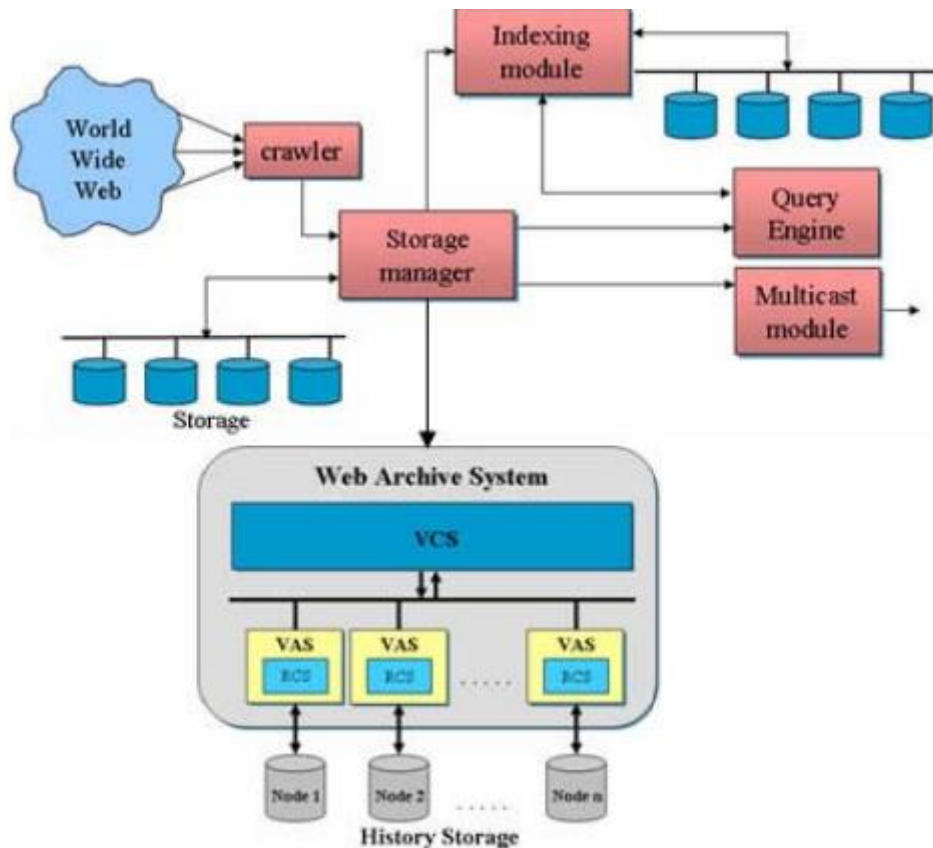 Indexing
module
World
Wide
Web
crawler
Query
Engine
Storage
manager
Multicast
module
Storage
Web Archive System
VCS
VAS
VAS
VAS
RCS
RCS
. . . . .
RCS
Node 1
Node 2
. . . . .
Node n
History Storage